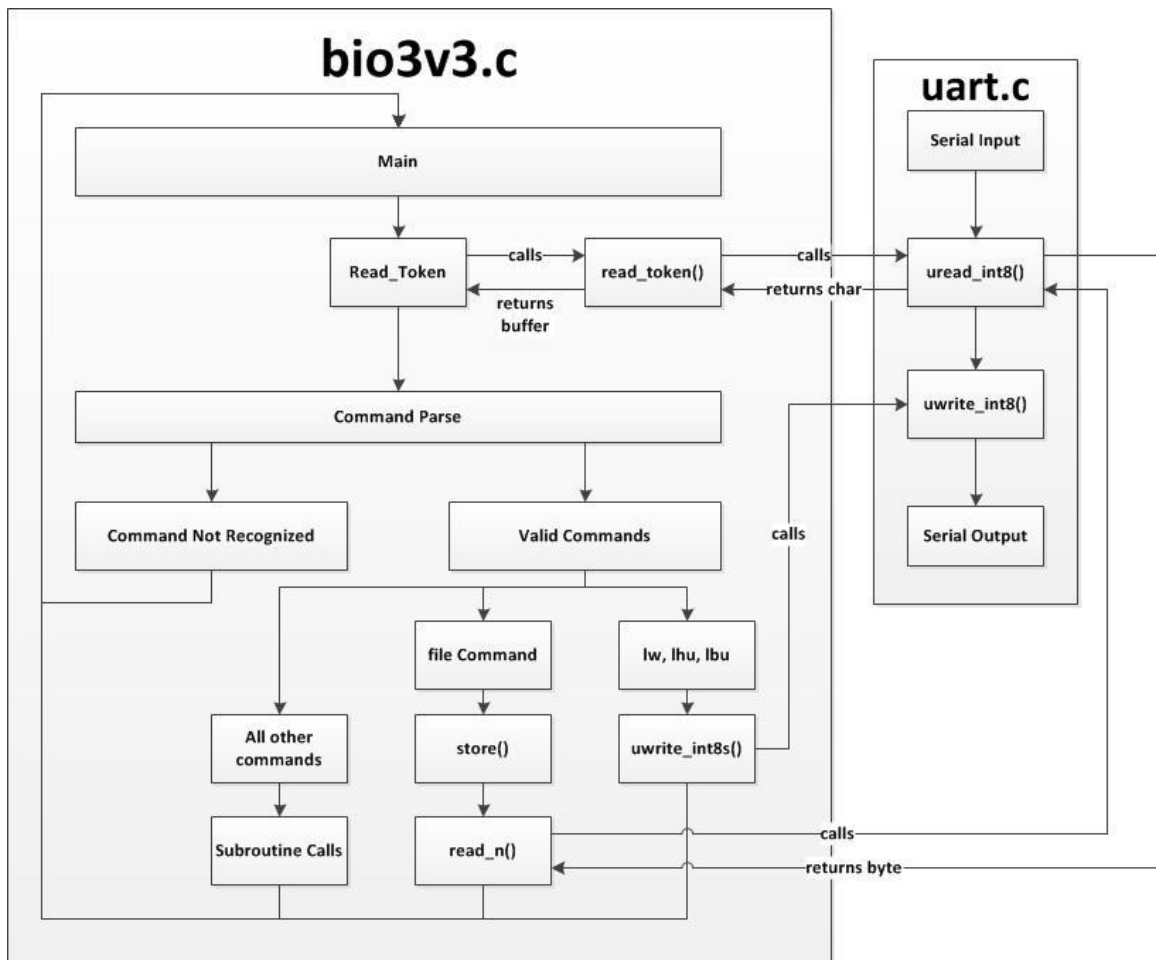 bio3v3.c
uart.c
Serial Input
Main
Read_Token
calls
read_token()
calls
uread_int8()
returns char
returns
buffer
uwrite_int8()
Command Parse
Command Not Recognized
Valid Commands
calls
Serial Output
file Command
lw, lhu, lbu
All other
commands
store()
uwrite_int8s()
Subroutine Calls
read_n()
calls
returns byte